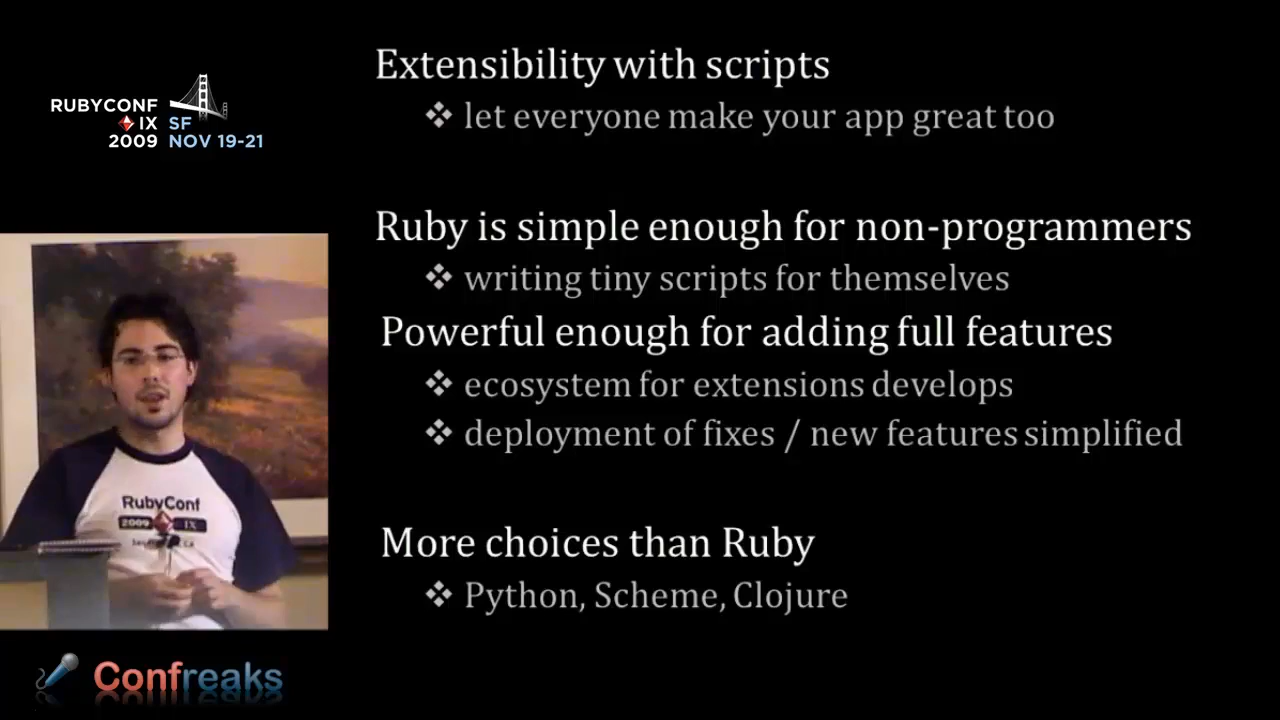 RUBYCONF
IX SF
2009 NOV 19-21
Extensibility with scripts
❖ let everyone make your app great too
Ruby is simple enough for non-programmers
❖ writing tiny scripts for themselves
Powerful enough for adding full features
❖ ecosystem for extensions develops
❖ deployment of fixes / new features simplified
More choices than Ruby
❖ Python, Scheme, Clojure
RubyConf
2009 IX
Confreaks